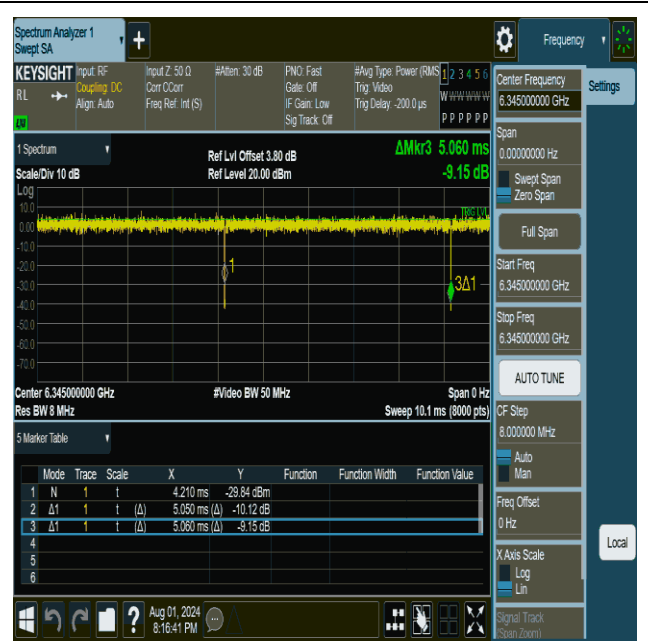 Spectrum Analyzer 1
Swept SA
+
Frequency
KEYSIGHT
RL
Input: RF
Coupling: DC
Align: Auto
Input Z: 50 Ω
Corr CCorr
Freq Ref: Int (S)
#Atten: 30 dB
PNO: Fast
Gate: Off
IF Gain: Low
Sig Track: Off
#Avg Type: Power (RMS
Trig: Video
Trig Delay: -200.0 µs
1 2 3 4 5 6
W W W W W W
P P P P P P
Settings
1 Spectrum
Scale/Div 10 dB
Log
Ref Lvl Offset 3.80 dB
Ref Level 20.00 dBm
ΔMkr3 5.060 ms
-9.15 dB
10.0
0.00
-10.0
-20.0
-30.0
-40.0
-50.0
-60.0
-70.0
TRIG LVL
1
3Δ1
Center 6.345000000 GHz
Res BW 8 MHz
#Video BW 50 MHz
Span 0 Hz
Sweep 10.1 ms (8000 pts)
5 Marker Table
Mode Trace Scale X Y Function Function Width Function Value
1 N 1 t 4.210 ms -29.84 dBm
2 Δ1 1 t (Δ) 5.050 ms (Δ) -10.12 dB
3 Δ1 1 t (Δ) 5.060 ms (Δ) -9.15 dB
4
5
6
Center Frequency
6.345000000 GHz
Span
0.00000000 Hz
Swept Span
Zero Span
Full Span
Start Freq
6.345000000 GHz
Stop Freq
6.345000000 GHz
AUTO TUNE
CF Step
8.000000 MHz
Auto
Man
Freq Offset
0 Hz
X Axis Scale
Log
Lin
Signal Track
(Span Zoom)
Local
?
Aug 01, 2024
8:16:41 PM